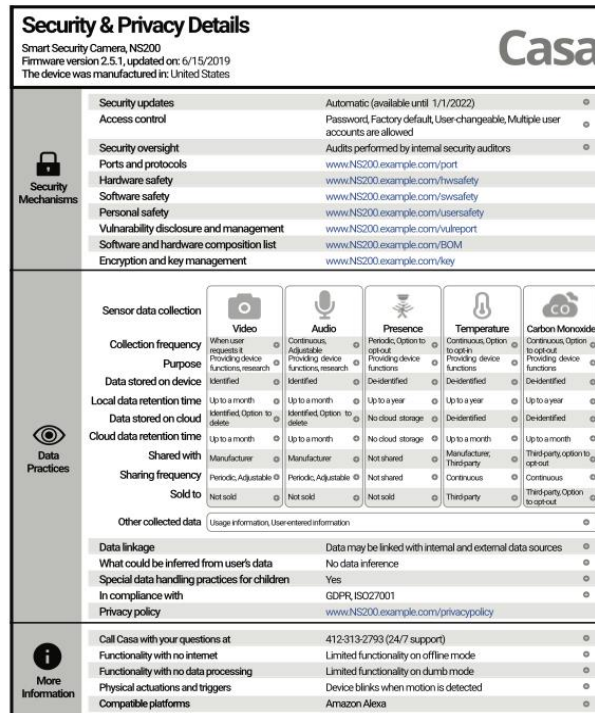 Security & Privacy Details
Smart Security Camera, NS200
Firmware version 2.5.1, updated on: 6/15/2019
The device was manufactured in: United States
Casa
Security Mechanisms
Security updates Automatic (available until 1/1/2022)
Access control Password, Factory default, User-changeable, Multiple user
accounts are allowed
Security oversight Audits performed by internal security auditors
Ports and protocols www.NS200.example.com/port
Hardware safety www.NS200.example.com/hwsafety
Software safety www.NS200.example.com/swsafety
Personal safety www.NS200.example.com/usersafety
Vulnarability disclosure and management www.NS200.example.com/vulreport
Software and hardware composition list www.NS200.example.com/BOM
Encryption and key management www.NS200.example.com/key
Data Practices
Sensor data collection
CO
Video Audio Presence Temperature Carbon Monoxide
Collection frequency When user requests it Continuous, Adjustable Periodic, Option to opt-out Continuous, Option to opt-in Continuous, Option to opt-out
Purpose Providing device functions, research Providing device functions, research Providing device functions Providing device functions Providing device functions
Data stored on device Identified Identified De-identified De-identified De-identified
Local data retention time Up to a month Up to a month Up to a year Up to a year Up to a year
Data stored on cloud Identified, Option to delete Identified, Option to delete No cloud storage De-identified De-identified
Cloud data retention time Up to a month Up to a month No cloud storage Up to a month Up to a month
Shared with Manufacturer Manufacturer Not shared Manufacturer, Third-party Third-party, option to opt-out
Sharing frequency Periodic, Adjustable Periodic, Adjustable Not shared Continuous Continuous
Sold to Not sold Not sold Not sold Third-party Third-party, Option to opt-out
Other collected data Usage information, User-entered information
Data linkage Data may be linked with internal and external data sources
What could be inferred from user's data No data inference
Special data handling practices for children Yes
In compliance with GDPR, ISO27001
Privacy policy www.NS200.example.com/privacypolicy
More Information
Call Casa with your questions at 412-313-2793 (24/7 support)
Functionality with no internet Limited functionality on offline mode
Functionality with no data processing Limited functionality on dumb mode
Physical actuations and triggers Device blinks when motion is detected
Compatible platforms Amazon Alexa